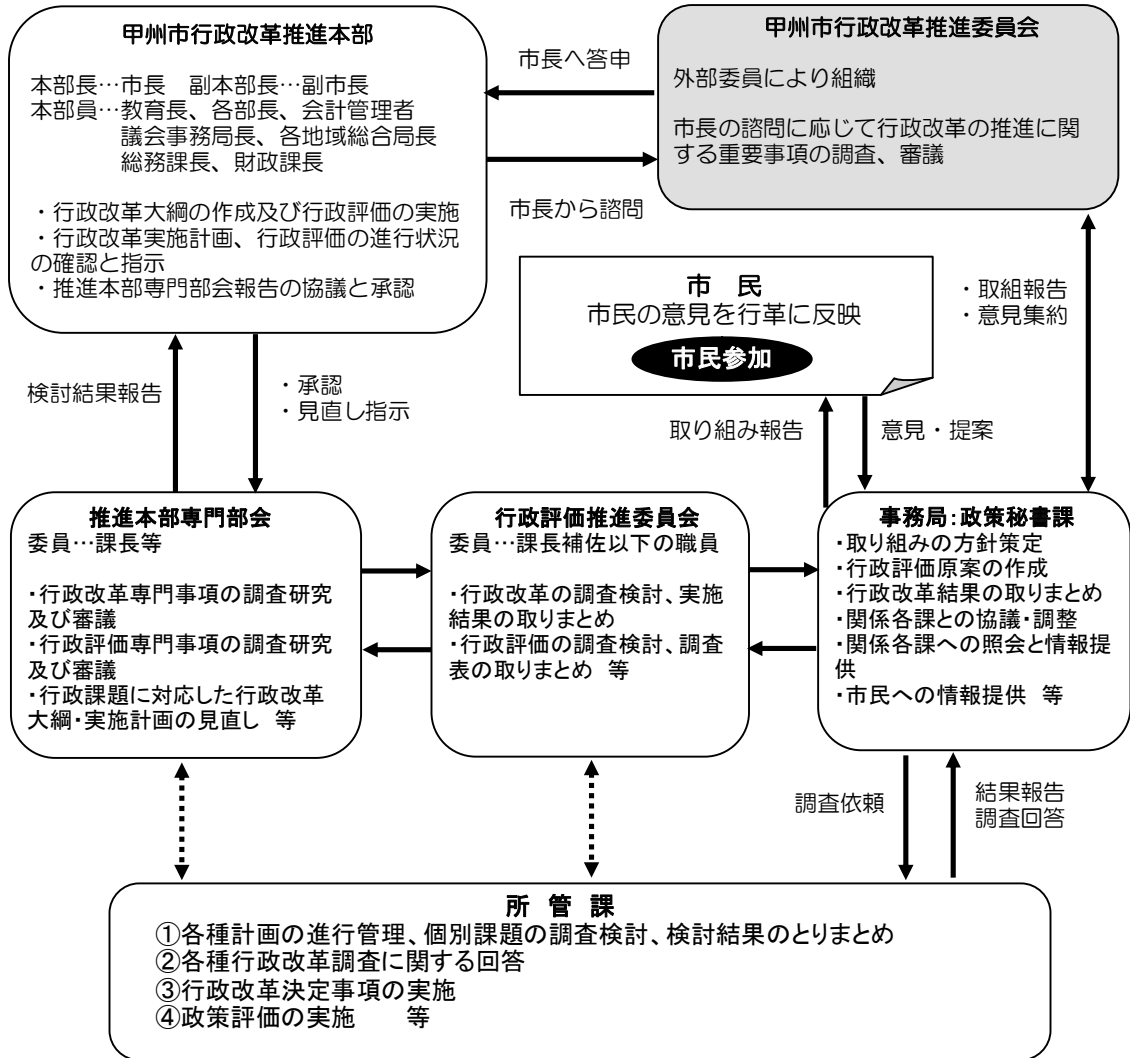 甲州市行政改革推進本部
本部長…市長　副本部長…副市長
本部員…教育長、各部長、会計管理者
議会事務局長、各地域総合局長
総務課長、財政課長
・行政改革大綱の作成及び行政評価の実施
・行政改革実施計画、行政評価の進行状況
の確認と指示
・推進本部専門部会報告の協議と承認
市長へ答申
市長から諮問
甲州市行政改革推進委員会
外部委員により組織
市長の諮問に応じて行政改革の推進に関
する重要事項の調査、審議
市　民
市民の意見を行革に反映
市民参加
・取組報告
・意見集約
検討結果報告
・承認
・見直し指示
取り組み報告
意見・提案
推進本部専門部会
委員…課長等
・行政改革専門事項の調査研究
及び審議
・行政評価専門事項の調査研究
及び審議
・行政課題に対応した行政改革
大綱・実施計画の見直し　等
行政評価推進委員会
委員…課長補佐以下の職員
・行政改革の調査検討、実施
結果の取りまとめ
・行政評価の調査検討、調査
表の取りまとめ　等
事務局：政策秘書課
・取り組みの方針策定
・行政評価原案の作成
・行政改革結果の取りまとめ
・関係各課との協議・調整
・関係各課への照会と情報提
供
・市民への情報提供　等
調査依頼
結果報告
調査回答
所　管　課
①各種計画の進行管理、個別課題の調査検討、検討結果のとりまとめ
②各種行政改革調査に関する回答
③行政改革決定事項の実施
④政策評価の実施　　等